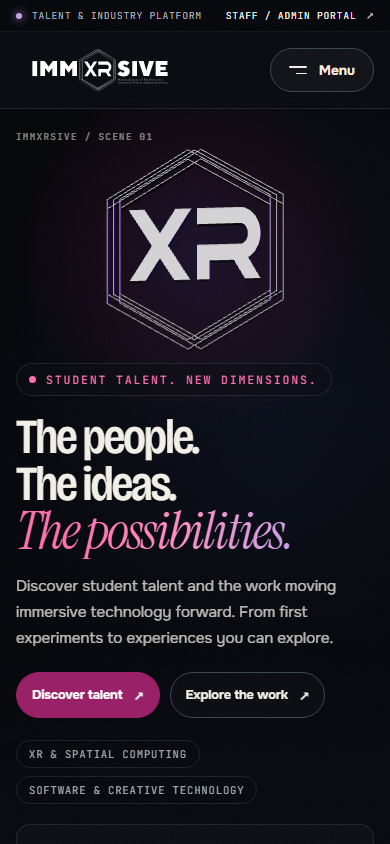 TALENT & INDUSTRY PLATFORM
STAFF / ADMIN PORTAL ↗
IMMXRSIVE
Menu
IMMXRSIVE / SCENE 01
XR
STUDENT TALENT. NEW DIMENSIONS.
The people.
The ideas.
The possibilities.
Discover student talent and the work moving
immersive technology forward. From first
experiments to experiences you can explore.
Discover talent ↗
Explore the work ↗
XR & SPATIAL COMPUTING
SOFTWARE & CREATIVE TECHNOLOGY